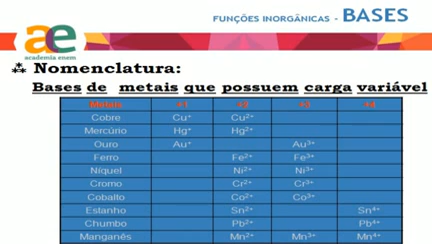 FUNÇÕES INORGÂNICAS - BASES
ae
academia enem
Nomenclatura:
Bases de metais que possuem carga variável
Metais +1 +2 +3 +4
Cobre Cu⁺ Cu²⁺
Mercúrio Hg⁺ Hg²⁺
Ouro Au⁺ Au³⁺
Ferro Fe²⁺ Fe³⁺
Níquel Ni²⁺ Ni³⁺
Cromo Cr²⁺ Cr³⁺
Cobalto Co²⁺ Co³⁺
Estanho Sn²⁺ Sn⁴⁺
Chumbo Pb²⁺ Pb⁴⁺
Manganês Mn²⁺ Mn³⁺ Mn⁴⁺